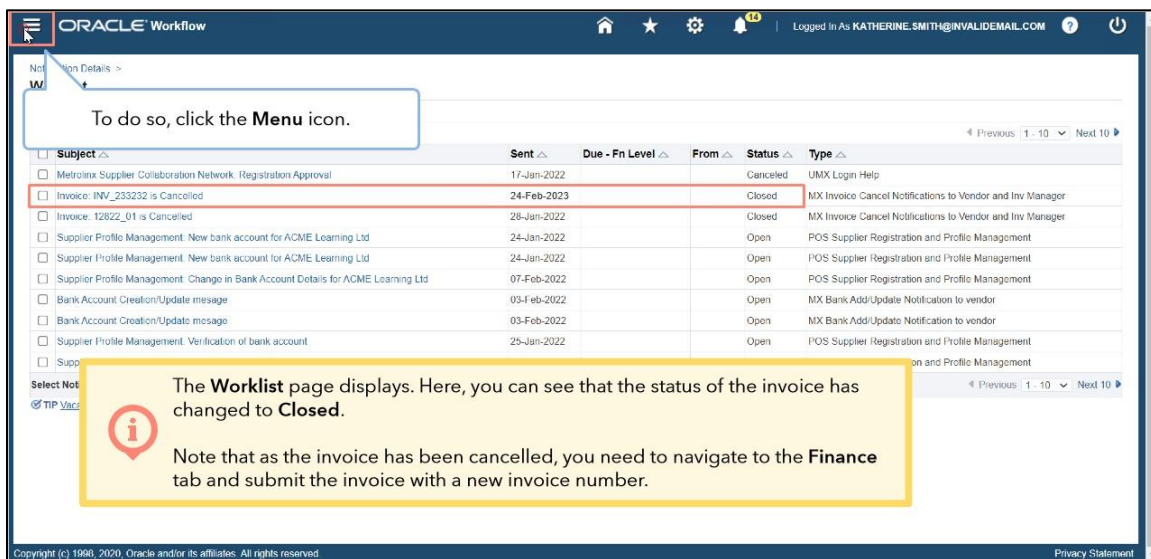 ORACLE Workflow
14
Logged In As KATHERINE.SMITH@INVALIDEMAIL.COM
?
Details >
To do so, click the Menu icon.
Previous 1 - 10 Next 10
Subject Sent Due - Fn Level From Status Type
Metrolinx Supplier Collaboration Network: Registration Approval 17-Jan-2022 Canceled UMX Login Help
Invoice: INV_233232 is Cancelled 24-Feb-2023 Closed MX Invoice Cancel Notifications to Vendor and Inv Manager
Invoice: 12822_01 is Cancelled 28-Jan-2022 Closed MX Invoice Cancel Notifications to Vendor and Inv Manager
Supplier Profile Management: New bank account for ACME Learning Ltd 24-Jan-2022 Open POS Supplier Registration and Profile Management
Supplier Profile Management: New bank account for ACME Learning Ltd 24-Jan-2022 Open POS Supplier Registration and Profile Management
Supplier Profile Management: Change in Bank Account Details for ACME Learning Ltd 07-Feb-2022 Open POS Supplier Registration and Profile Management
Bank Account Creation/Update mesage 03-Feb-2022 Open MX Bank Add/Update Notification to vendor
Bank Account Creation/Update mesage 03-Feb-2022 Open MX Bank Add/Update Notification to vendor
Supplier Profile Management: Verification of bank account 25-Jan-2022 Open POS Supplier Registration and Profile Management
and Profile Management
Select Previous 1 - 10 Next 10
TIP
The Worklist page displays. Here, you can see that the status of the invoice has
changed to Closed.
Note that as the invoice has been cancelled, you need to navigate to the Finance
tab and submit the invoice with a new invoice number.
Copyright (c) 1998, 2020, Oracle and/or its affiliates. All rights reserved. Privacy Statement